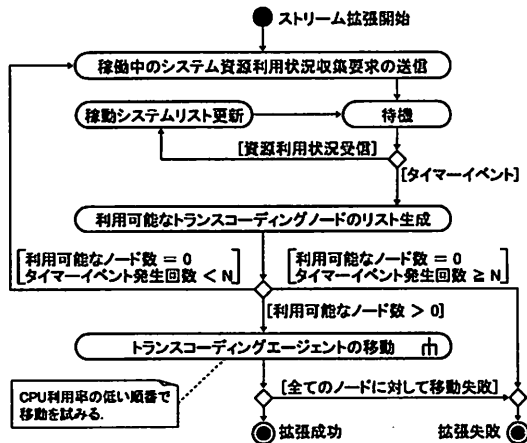 ストリーム拡張開始
稼働中のシステム資源利用状況収集要求の送信
稼動システムリスト更新
待機
[資源利用状況受信]
[タイマーイベント]
利用可能なトランスコーディングノードのリスト生成
利用可能なノード数 = 0
タイマーイベント発生回数 < N
利用可能なノード数 = 0
タイマーイベント発生回数 ≧ N
[利用可能なノード数 > 0]
トランスコーディングエージェントの移動
CPU利用率の低い順番で
移動を試みる.
[全てのノードに対して移動失敗]
拡張成功
拡張失敗